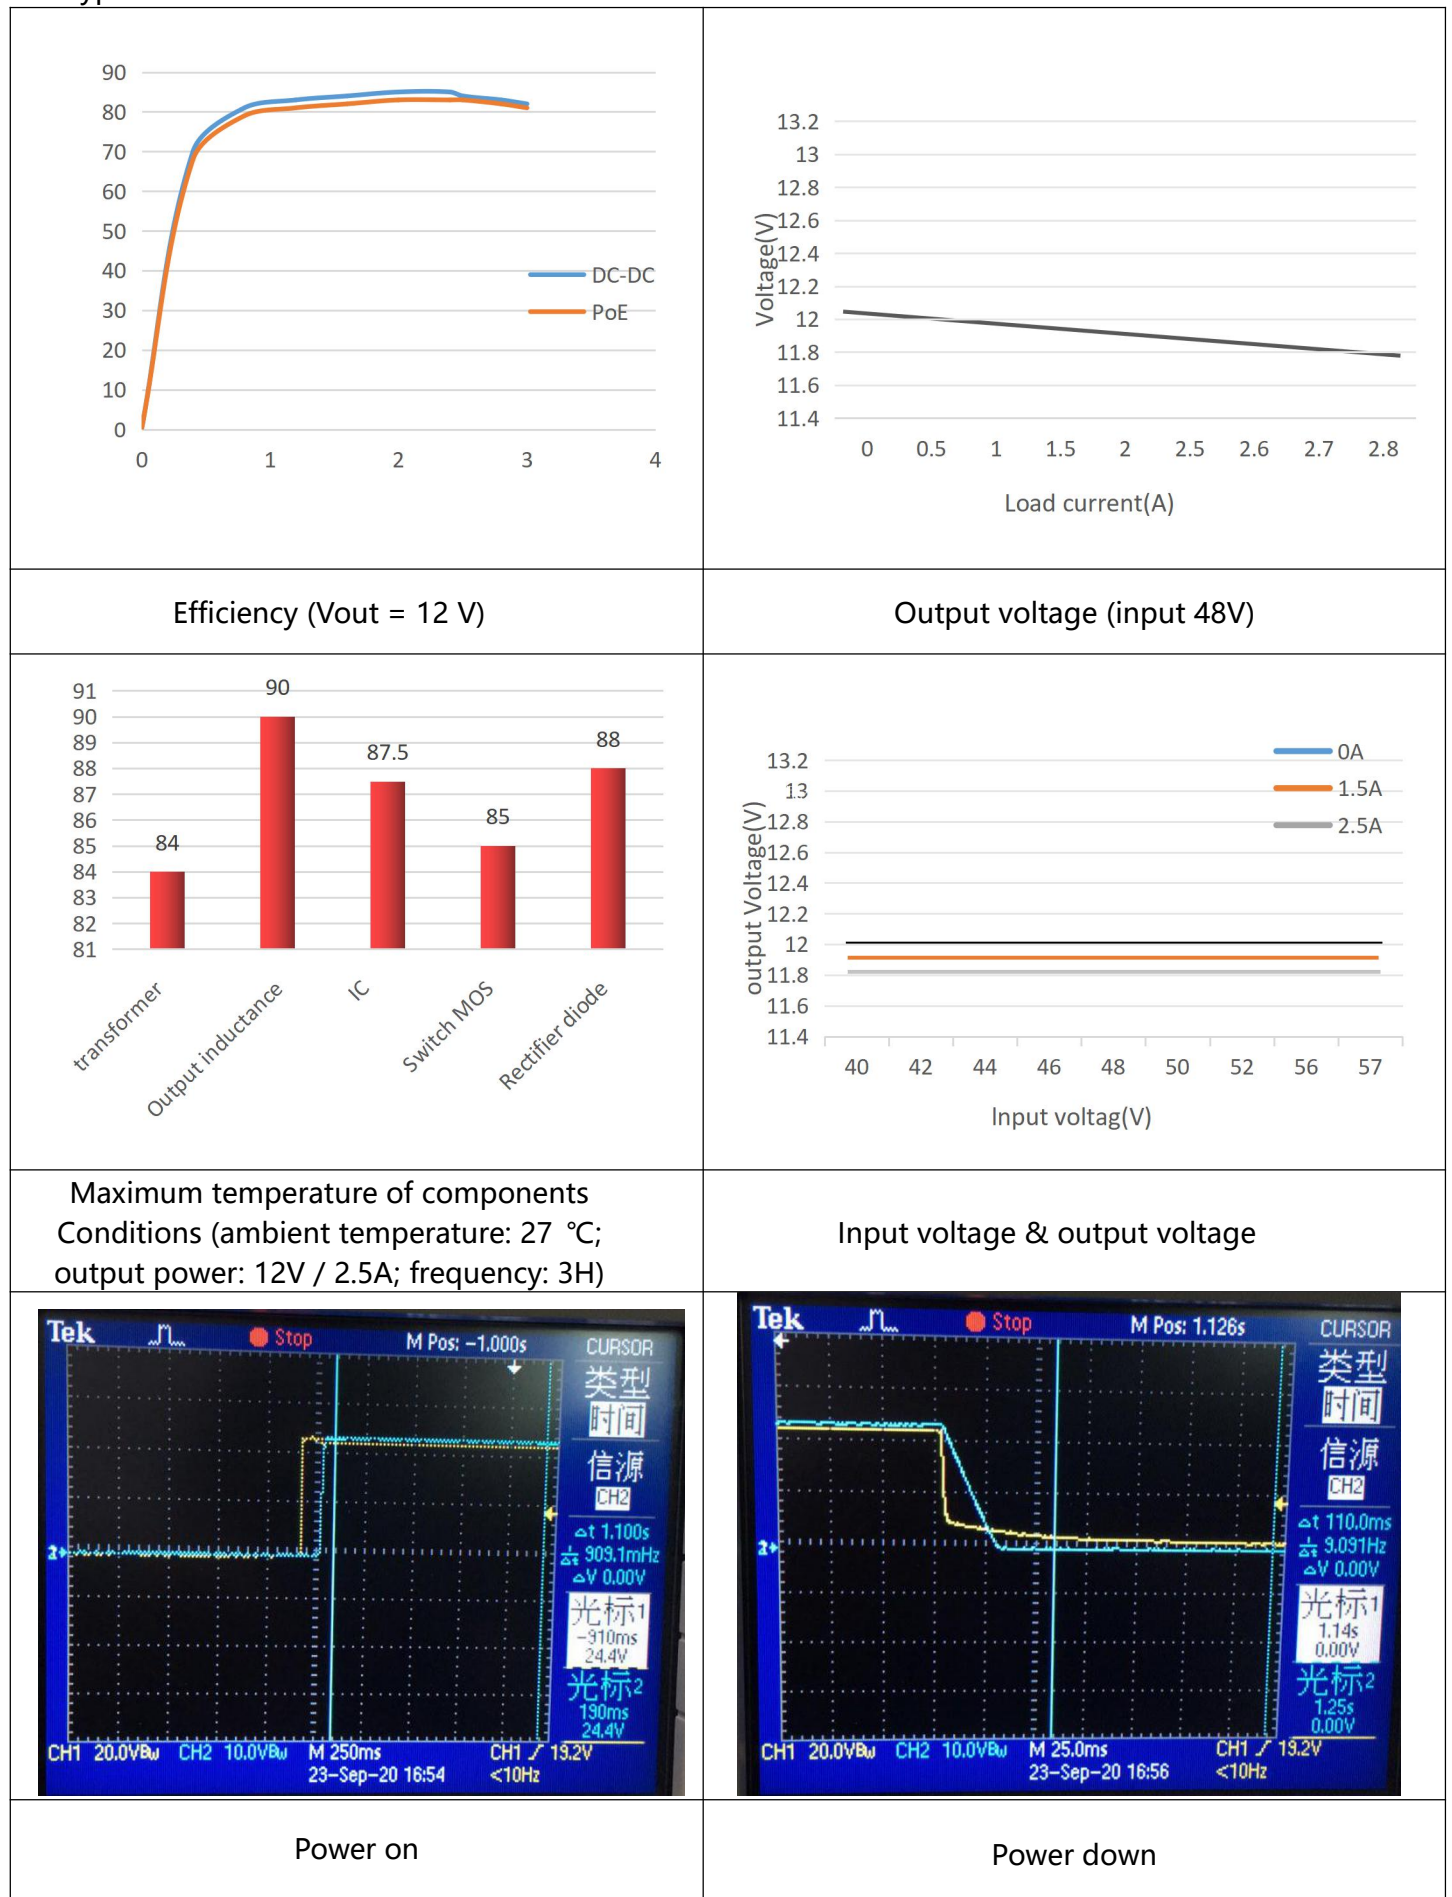 90
80
70
60
50
40
30
20
10
0
0 1 2 3 4
DC-DC
PoE
13.2
13
12.8
12.6
12.4
12.2
12
11.8
11.6
11.4
Voltage(V)
0 0.5 1 1.5 2 2.5 2.6 2.7 2.8
Load current(A)
Efficiency (Vout = 12 V)
Output voltage (input 48V)
91
90
89
88
87
86
85
84
83
82
81
84
90
87.5
85
88
transformer
Output inductance
IC
Switch MOS
Rectifier diode
13.2
13
12.8
12.6
12.4
12.2
12
11.8
11.6
11.4
output Voltage(V)
0A
1.5A
2.5A
40 42 44 46 48 50 52 56 57
Input voltag(V)
Maximum temperature of components
Conditions (ambient temperature: 27 ℃;
output power: 12V / 2.5A; frequency: 3H)
Input voltage & output voltage
Tek Stop M Pos: -1.000s CURSOR
类型
时间
信源
CH2
△t 1.100s
1/△t 909.1mHz
△V 0.00V
光标1
-910ms
24.4V
光标2
190ms
24.4V
2
CH1 20.0VBW CH2 10.0VBW M 250ms CH1 / 19.2V
23-Sep-20 16:54 <10Hz
Tek Stop M Pos: 1.126s CURSOR
类型
时间
信源
CH2
△t 110.0ms
1/△t 9.091Hz
△V 0.00V
光标1
1.14s
0.00V
光标2
1.25s
0.00V
2
CH1 20.0VBW CH2 10.0VBW M 25.0ms CH1 / 19.2V
23-Sep-20 16:56 <10Hz
Power on
Power down